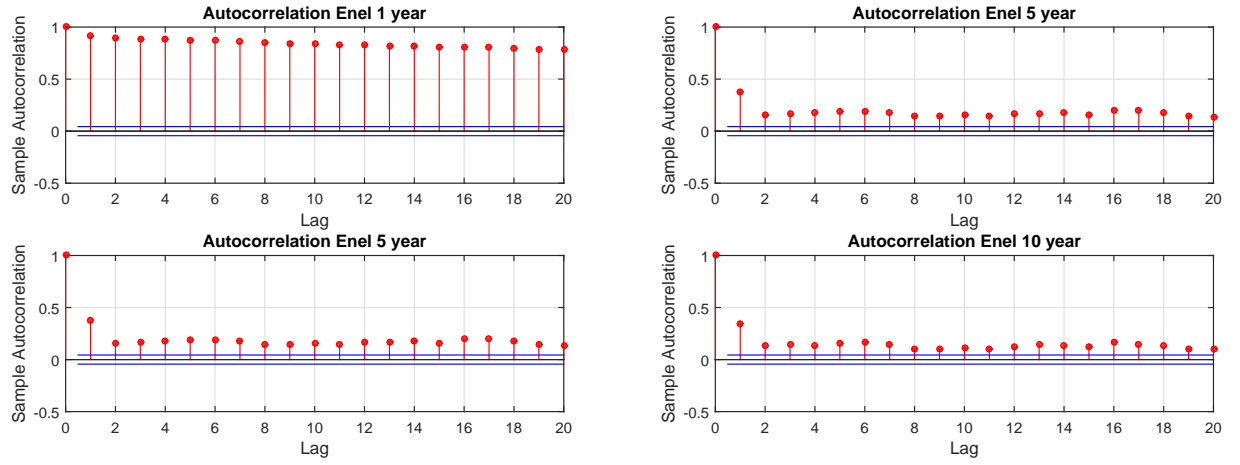 Autocorrelation Enel 1 year
Sample Autocorrelation
1
0.5
0
-0.5
0 2 4 6 8 10 12 14 16 18 20
Lag
Autocorrelation Enel 5 year
Sample Autocorrelation
1
0.5
0
-0.5
0 2 4 6 8 10 12 14 16 18 20
Lag
Autocorrelation Enel 5 year
Sample Autocorrelation
1
0.5
0
-0.5
0 2 4 6 8 10 12 14 16 18 20
Lag
Autocorrelation Enel 10 year
Sample Autocorrelation
1
0.5
0
-0.5
0 2 4 6 8 10 12 14 16 18 20
Lag